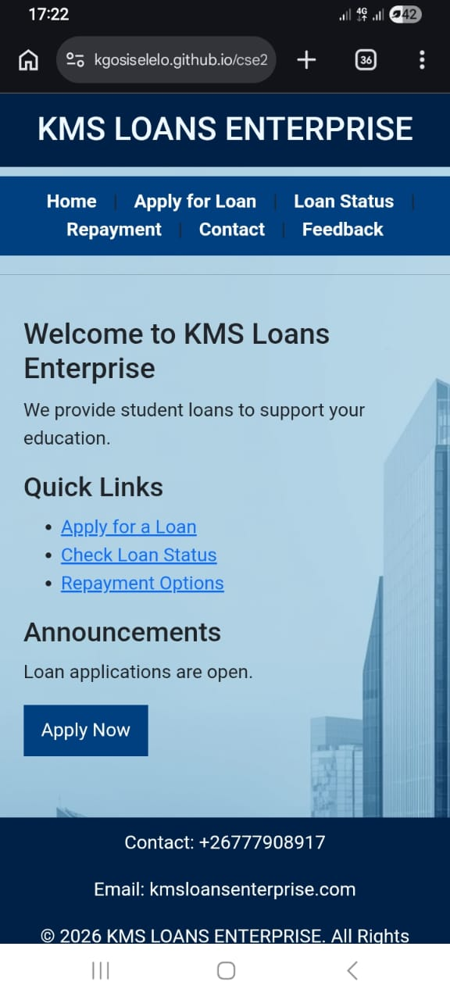 17:22 4G 42
kgosiselelo.github.io/cse2 36
KMS LOANS ENTERPRISE
Home | Apply for Loan | Loan Status |
Repayment | Contact | Feedback
Welcome to KMS Loans
Enterprise
We provide student loans to support your
education.
Quick Links
• Apply for a Loan
• Check Loan Status
• Repayment Options
Announcements
Loan applications are open.
Apply Now
Contact: +26777908917
Email: kmsloansenterprise.com
© 2026 KMS LOANS ENTERPRISE. All Rights